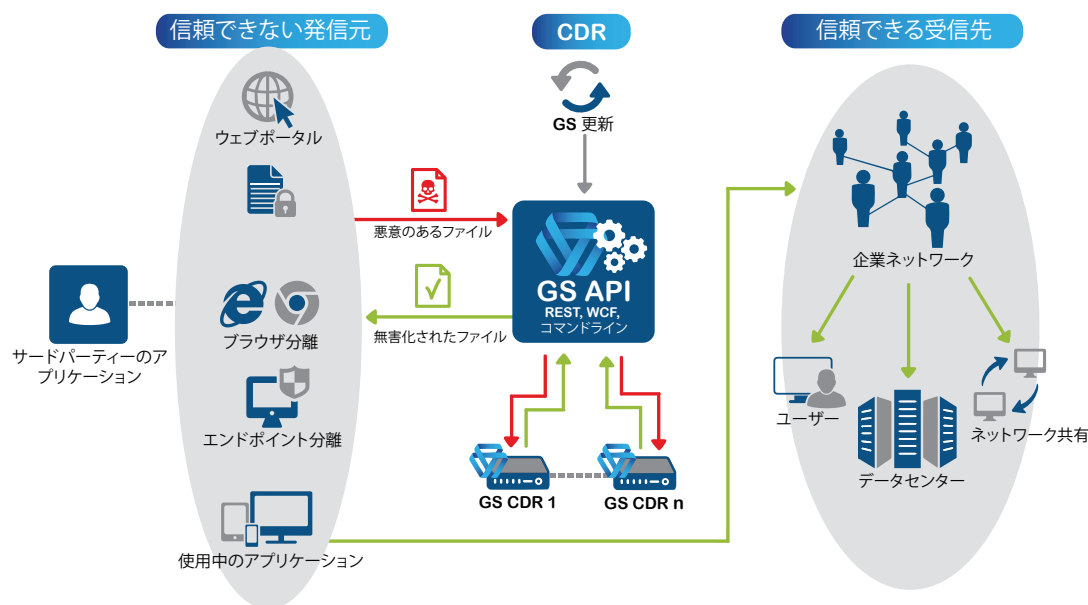 信頼できない発信元
CDR
信頼できる受信先
ウェブポータル
GS 更新
悪意のあるファイル
GS API
REST, WCF,
コマンドライン
無害化されたファイル
ブラウザ分離
サードパーティーのア
プリケーション
エンドポイント分離
GS CDR 1
GS CDR n
使用中のアプリケーション
企業ネットワーク
ユーザー
データセンター
ネットワーク共有